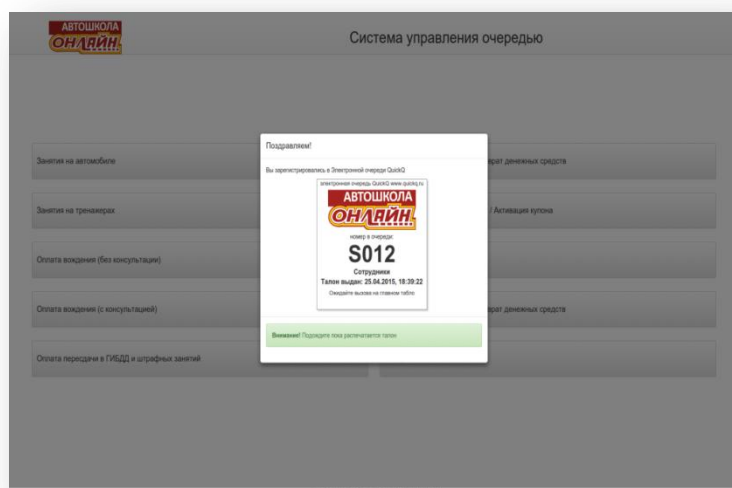 АВТОШКОЛА
ОНЛАЙН
Система управления очередью
Поздравляем!
Вы зарегистрировались в Электронной очереди QuickQ
электронная очередь QuickQ www.quickq.ru
АВТОШКОЛА
ОНЛАЙН
номер в очереди:
S012
Сотрудники
Талон выдан: 25.04.2015, 18:39:22
Ожидайте вызова на главном табло
Внимание! Подождите пока распечатается талон
Занятия на автомобиле
врат денежных средств
Занятия на тренажерах
/ Активация купона
Оплата вождения (без консультации)
Оплата вождения (с консультацией)
врат денежных средств
Оплата пересдачи в ГИБДД и штрафных занятий